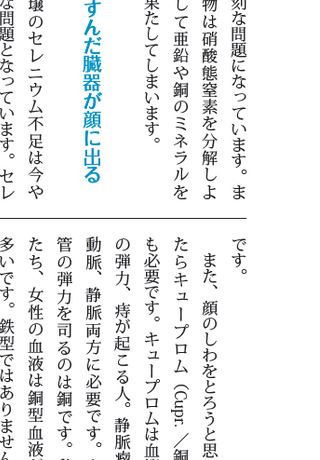 刻な問題になっています。ま
物は硝酸態窒素を分解しよ
して亜鉛や銅のミネラルを
果たしてしまいます。
すんだ臓器が顔に出る
壌のセレニウム不足は今や
な問題となっています。セレ
です。
また、顔のしわをとろうと思
たらキュープロム（Cupr.／銅
も必要です。キュープロムは血
の弾力、痔が起こる人。静脈瘤
動脈、静脈両方に必要です。
管の弾力を司るのは銅です。
たち、女性の血液は銅型血液
多いです。鉄型ではありません